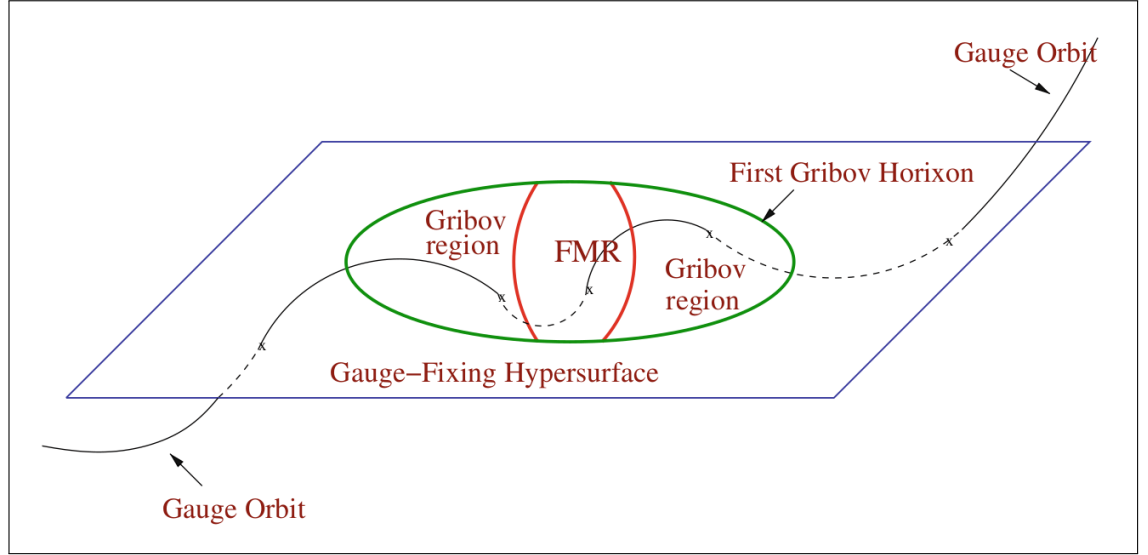 Gauge Orbit
First Gribov Horixon
Gribov
region
FMR
Gribov
region
x
x
x
x
x
Gauge−Fixing Hypersurface
Gauge Orbit